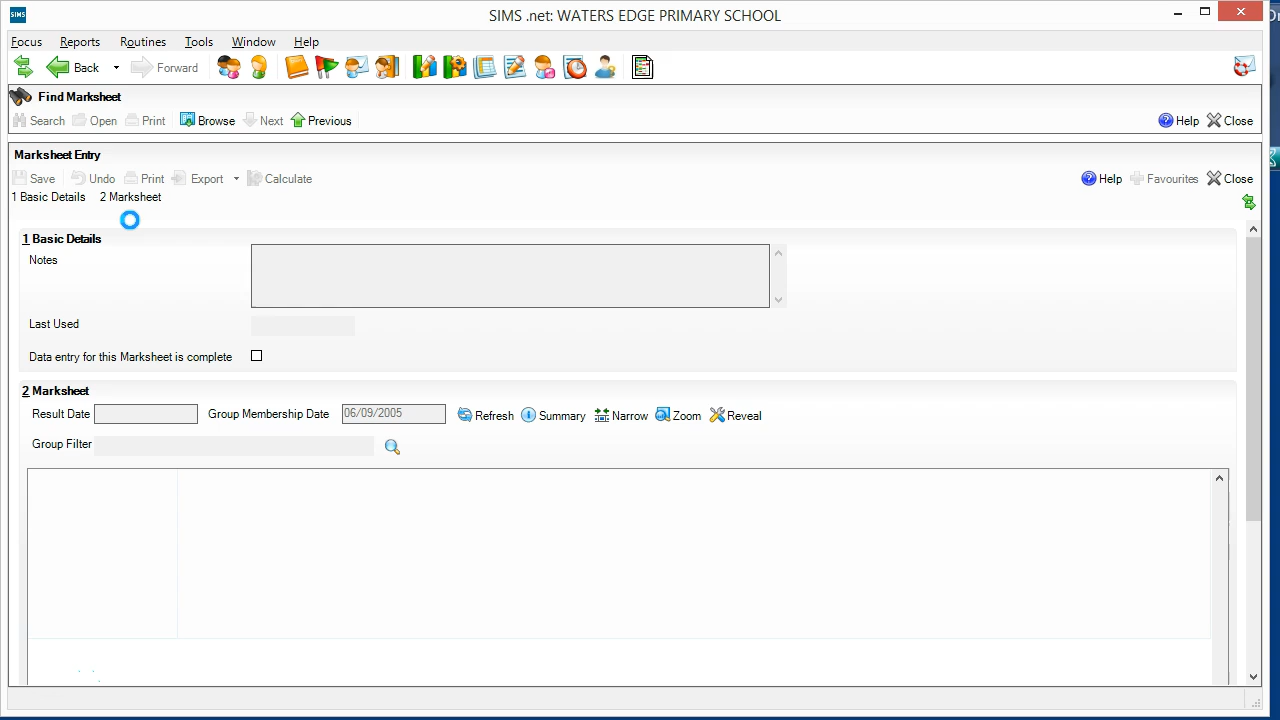 SIMS
SIMS .net: WATERS EDGE PRIMARY SCHOOL
Focus Reports Routines Tools Window Help
Back Forward
Find Marksheet
Search Open Print Browse Next Previous Help Close
Marksheet Entry
Save Undo Print Export Calculate Help Favourites Close
1 Basic Details 2 Marksheet
1 Basic Details
Notes
Last Used
Data entry for this Marksheet is complete
2 Marksheet
Result Date Group Membership Date 06/09/2005 Refresh Summary Narrow Zoom Reveal
Group Filter